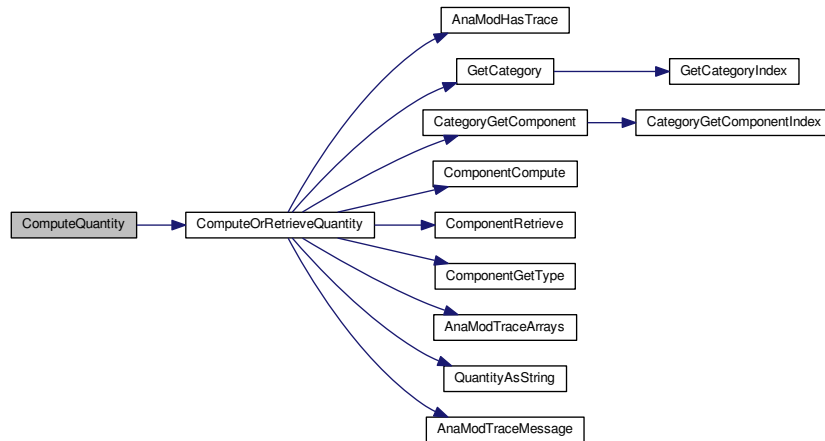 AnaModHasTrace
GetCategory
GetCategoryIndex
CategoryGetComponent
CategoryGetComponentIndex
ComponentCompute
ComputeQuantity
ComputeOrRetrieveQuantity
ComponentRetrieve
ComponentGetType
AnaModTraceArrays
QuantityAsString
AnaModTraceMessage